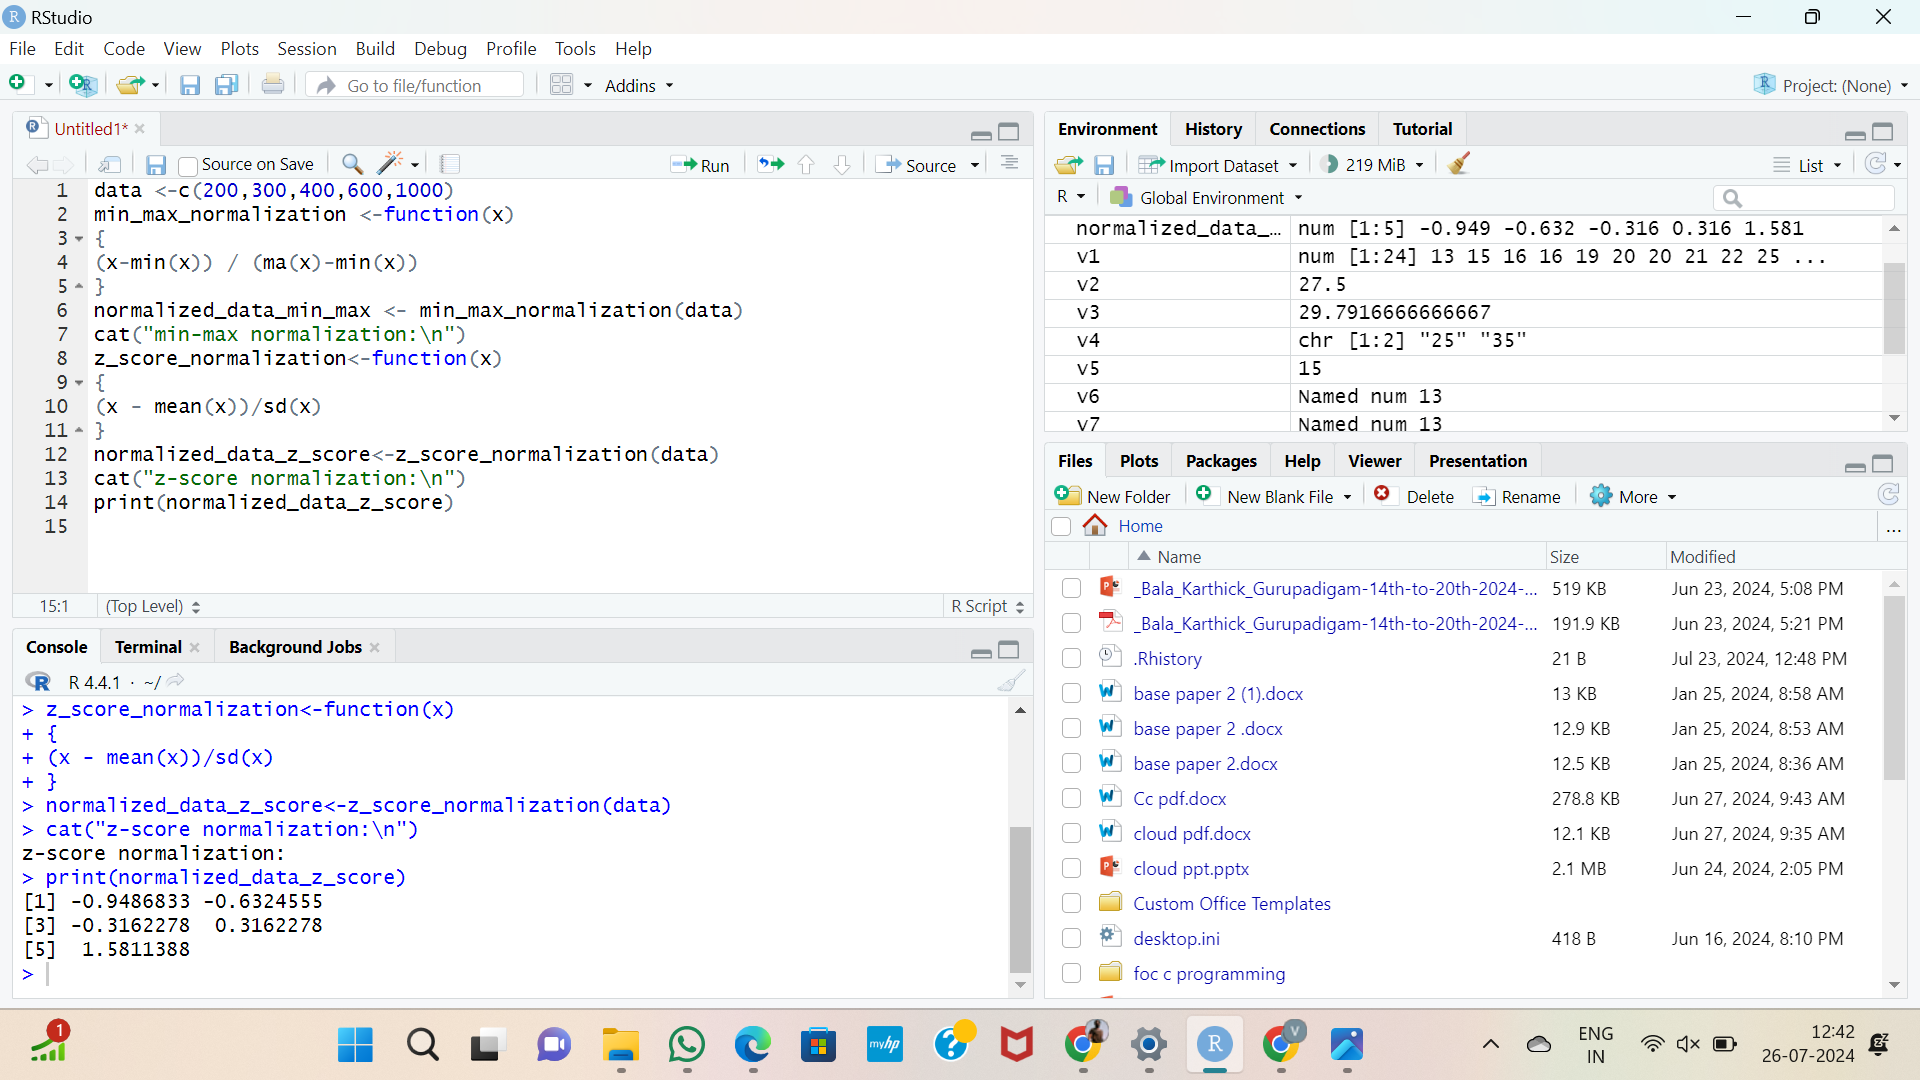 RStudio
File Edit Code View Plots Session Build Debug Profile Tools Help
Go to file/function Addins Project: (None)
Untitled1*
Source on Save Run Source
1 data <-c(200,300,400,600,1000)
2 min_max_normalization <-function(x)
3 {
4 (x-min(x)) / (ma(x)-min(x))
5 }
6 normalized_data_min_max <- min_max_normalization(data)
7 cat("min-max normalization:\n")
8 z_score_normalization<-function(x)
9 {
10 (x - mean(x))/sd(x)
11 }
12 normalized_data_z_score<-z_score_normalization(data)
13 cat("z-score normalization:\n")
14 print(normalized_data_z_score)
15
15:1 (Top Level) R Script
Console Terminal Background Jobs
R 4.4.1 · ~/
> z_score_normalization<-function(x)
+ {
+ (x - mean(x))/sd(x)
+ }
> normalized_data_z_score<-z_score_normalization(data)
> cat("z-score normalization:\n")
z-score normalization:
> print(normalized_data_z_score)
[1] -0.9486833 -0.6324555
[3] -0.3162278 0.3162278
[5] 1.5811388
>
Environment History Connections Tutorial
Import Dataset 219 MiB List
R Global Environment
normalized_data_... num [1:5] -0.949 -0.632 -0.316 0.316 1.581
v1 num [1:24] 13 15 16 16 19 20 20 21 22 25 ...
v2 27.5
v3 29.7916666666667
v4 chr [1:2] "25" "35"
v5 15
v6 Named num 13
v7 Named num 13
Files Plots Packages Help Viewer Presentation
New Folder New Blank File Delete Rename More
Home ...
Name Size Modified
_Bala_Karthick_Gurupadigam-14th-to-20th-2024-... 519 KB Jun 23, 2024, 5:08 PM
_Bala_Karthick_Gurupadigam-14th-to-20th-2024-... 191.9 KB Jun 23, 2024, 5:21 PM
.Rhistory 21 B Jul 23, 2024, 12:48 PM
base paper 2 (1).docx 13 KB Jan 25, 2024, 8:58 AM
base paper 2 .docx 12.9 KB Jan 25, 2024, 8:53 AM
base paper 2.docx 12.5 KB Jan 25, 2024, 8:36 AM
Cc pdf.docx 278.8 KB Jun 27, 2024, 9:43 AM
cloud pdf.docx 12.1 KB Jun 27, 2024, 9:35 AM
cloud ppt.pptx 2.1 MB Jun 24, 2024, 2:05 PM
Custom Office Templates
desktop.ini 418 B Jun 16, 2024, 8:10 PM
foc c programming
1 myhp R V
ENG
IN
12:42
26-07-2024